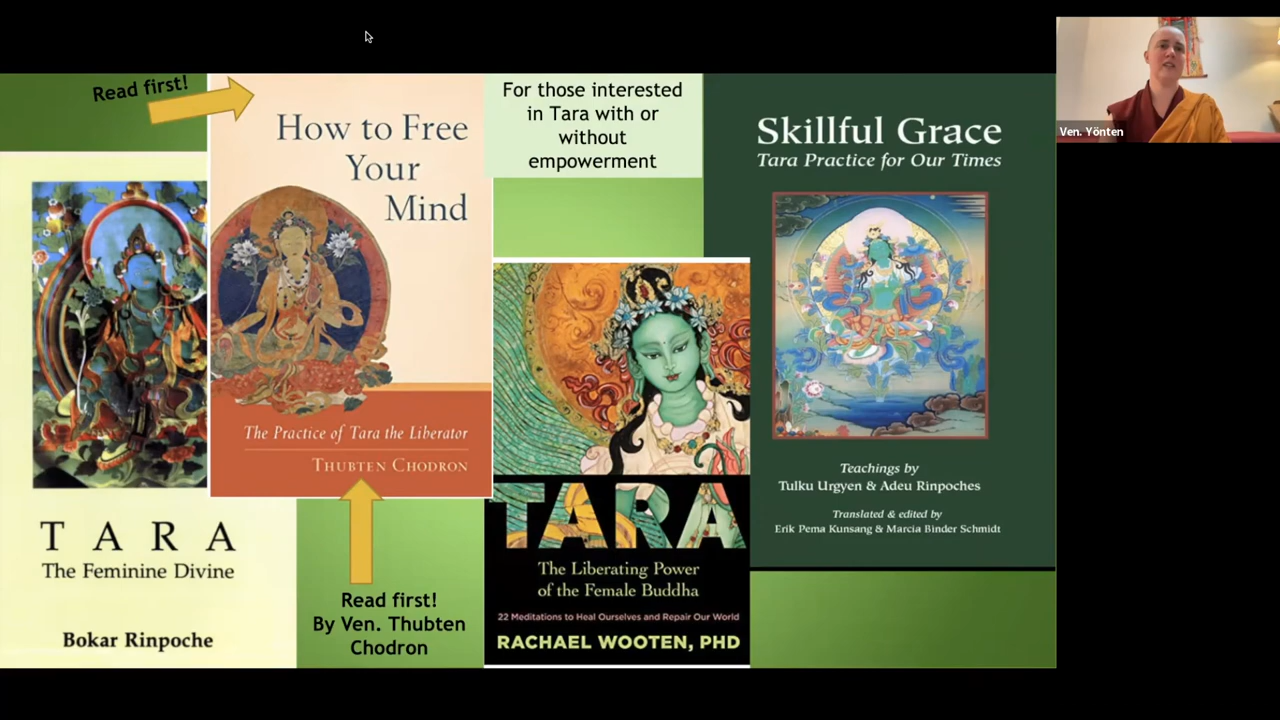 Read first!
How to Free
Your
Mind
The Practice of Tara the Liberator
THUBTEN CHODRON
For those interested
in Tara with or
without
empowerment
Skillful Grace
Tara Practice for Our Times
Teachings by
Tulku Urgyen & Adeu Rinpoches
Translated & edited by
Erik Pema Kunsang & Marcia Binder Schmidt
Ven. Yönten
TARA
The Feminine Divine
Bokar Rinpoche
Read first!
By Ven. Thubten
Chodron
TARA
The Liberating Power
of the Female Buddha
22 Meditations to Heal Ourselves and Repair Our World
RACHAEL WOOTEN, PHD